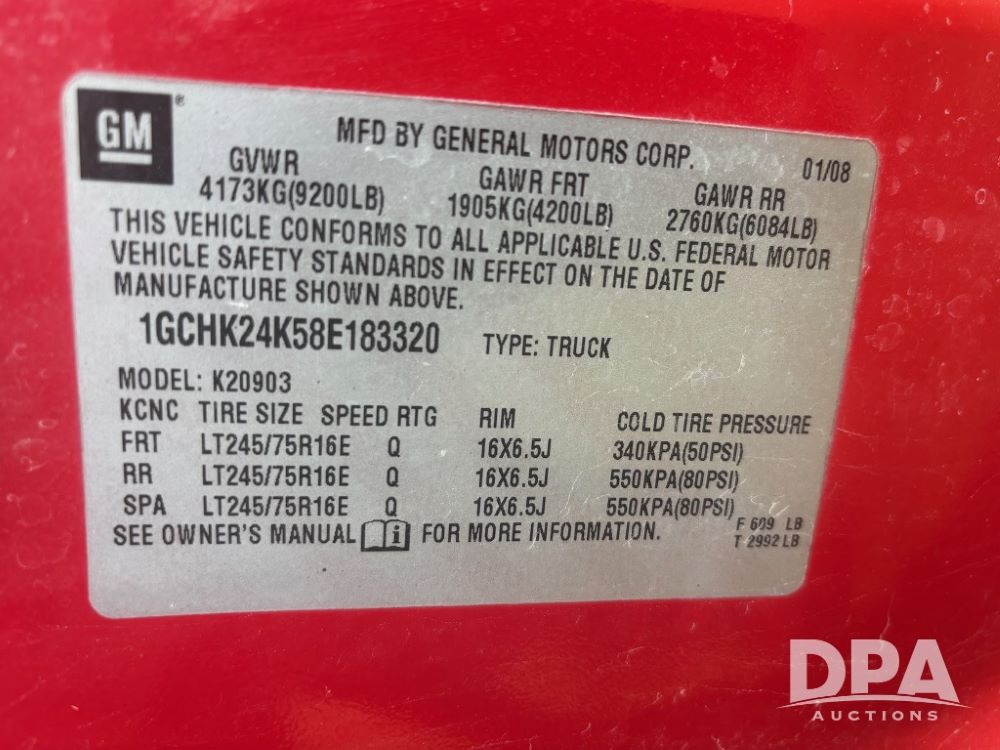 GM®
MFD BY GENERAL MOTORS CORP. 01/08
GVWR GAWR FRT GAWR RR
4173KG(9200LB) 1905KG(4200LB) 2760KG(6084LB)
THIS VEHICLE CONFORMS TO ALL APPLICABLE U.S. FEDERAL MOTOR
VEHICLE SAFETY STANDARDS IN EFFECT ON THE DATE OF
MANUFACTURE SHOWN ABOVE.
1GCHK24K58E183320 TYPE: TRUCK
MODEL: K20903
KCNC TIRE SIZE SPEED RTG RIM COLD TIRE PRESSURE
FRT LT245/75R16E Q 16X6.5J 340KPA(50PSI)
RR LT245/75R16E Q 16X6.5J 550KPA(80PSI)
SPA LT245/75R16E Q 16X6.5J 550KPA(80PSI)
F 609 LB
SEE OWNER'S MANUAL i FOR MORE INFORMATION. T 2992 LB
DPA
AUCTIONS